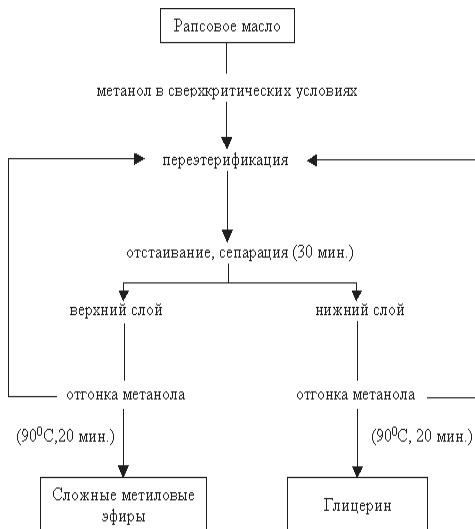 Рапсовое масло
метанол в сверхкритических условиях
переэтерификация
отстаивание, сепарация (30 мин.)
верхний слой
нижний слой
отгонка метанола
отгонка метанола
(90⁰С,20 мин.)
(90⁰С, 20 мин.)
Сложные метиловые
эфиры
Глицерин